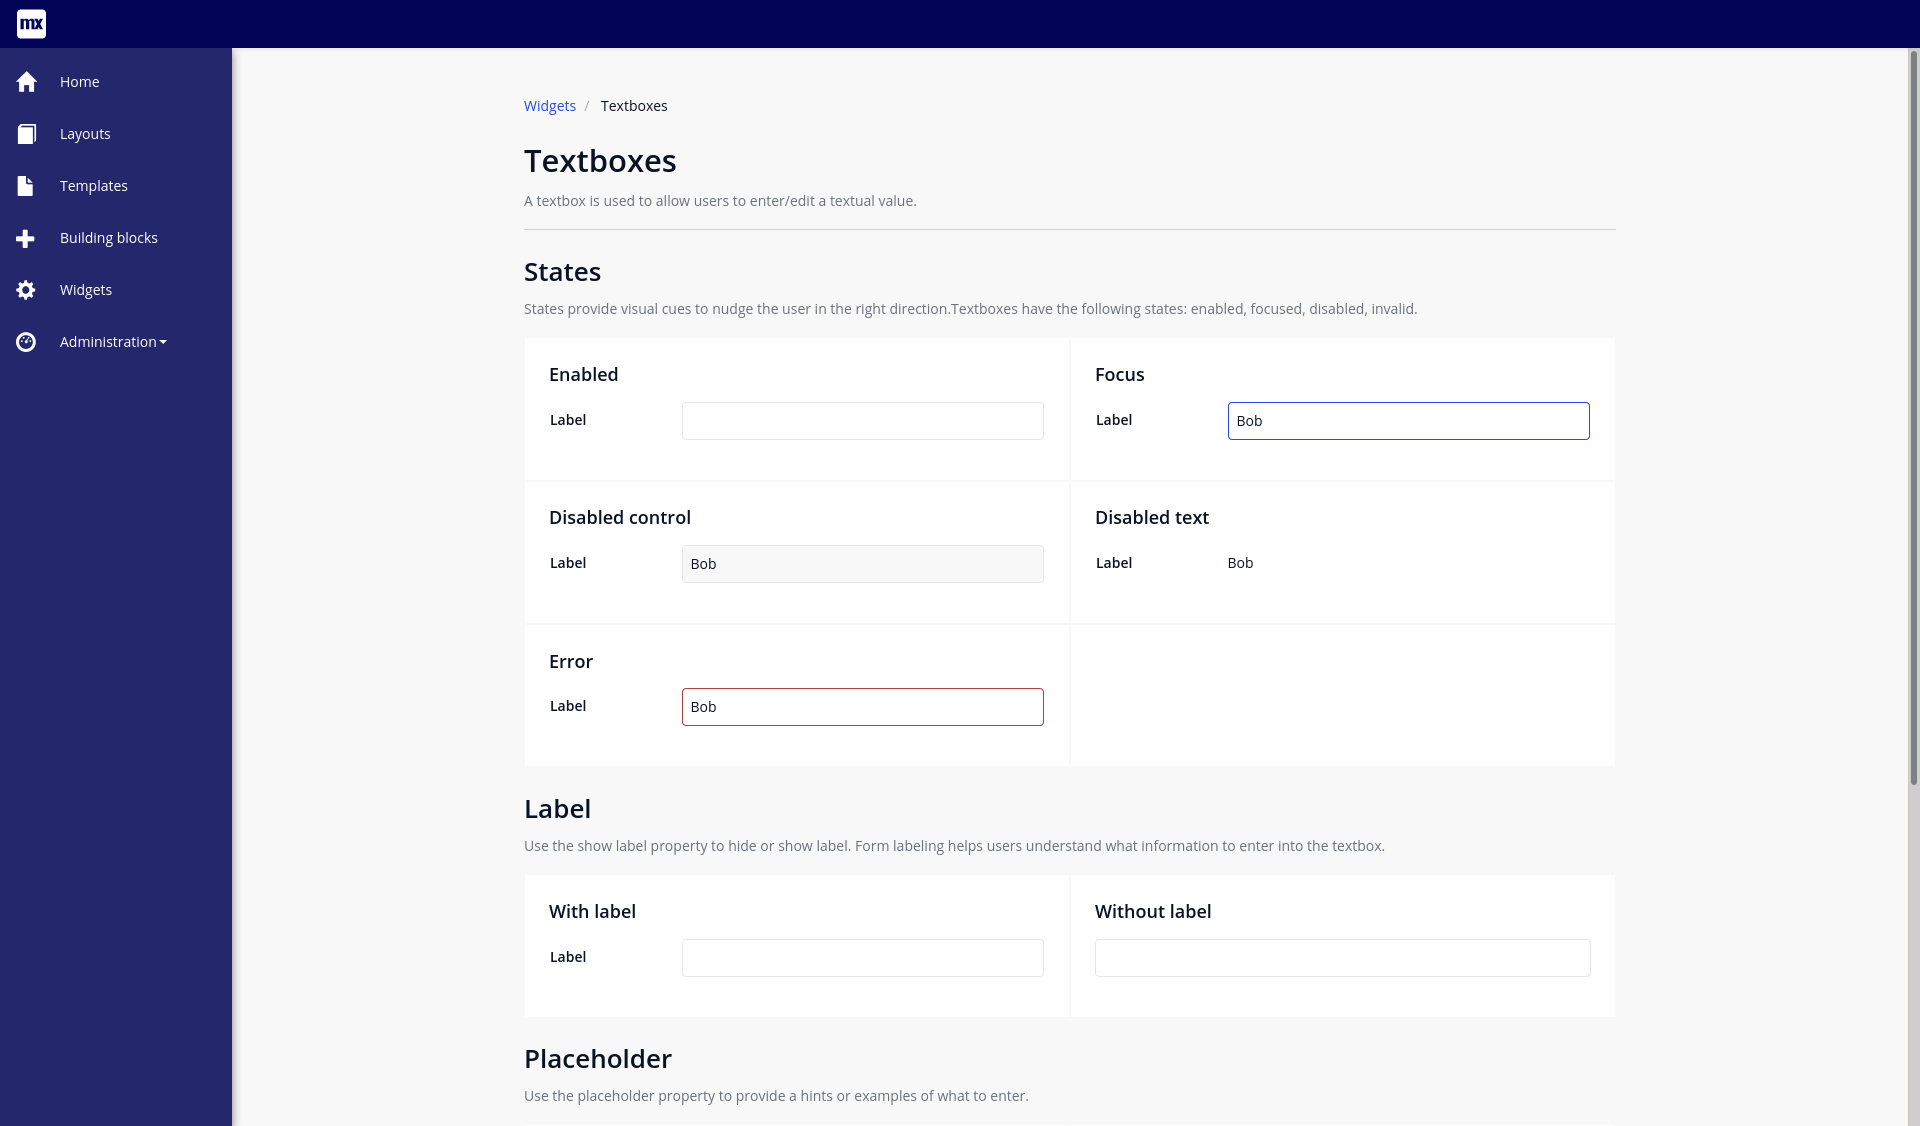 mx
Home
Layouts
Templates
Building blocks
Widgets
Administration
Widgets / Textboxes
Textboxes
A textbox is used to allow users to enter/edit a textual value.
States
States provide visual cues to nudge the user in the right direction.Textboxes have the following states: enabled, focused, disabled, invalid.
Enabled
Label
Focus
Label Bob
Disabled control
Label Bob
Disabled text
Label Bob
Error
Label Bob
Label
Use the show label property to hide or show label. Form labeling helps users understand what information to enter into the textbox.
With label
Label
Without label
Placeholder
Use the placeholder property to provide a hints or examples of what to enter.